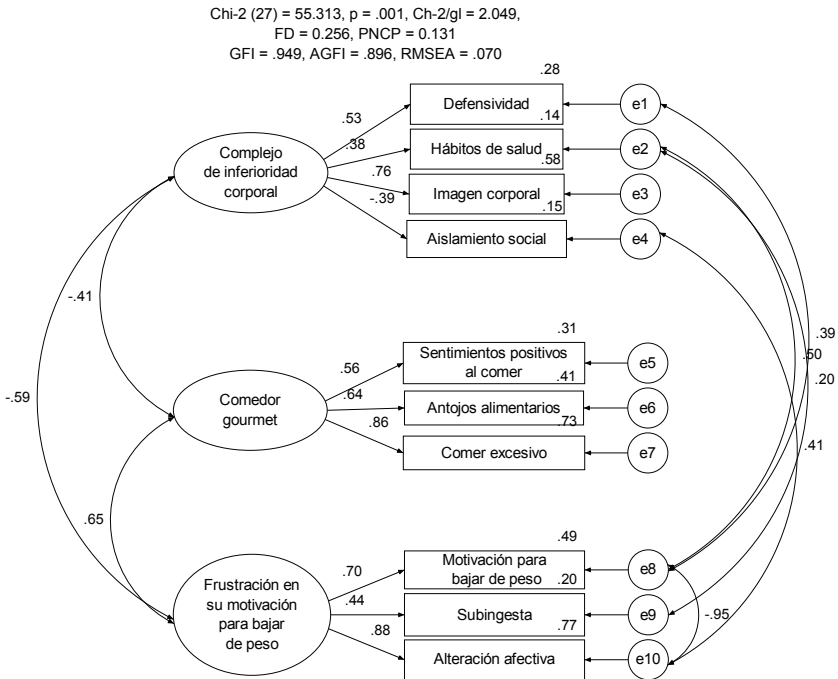 Chi-2 (27) = 55.313, p = .001, Ch-2/gl = 2.049,
FD = 0.256, PNCP = 0.131
GFI = .949, AGFI = .896, RMSEA = .070
.28
Defensividad
e1
.53
.14
Hábitos de salud
e2
.38
.58
Imagen corporal
e3
.76
.15
Aislamiento social
e4
-.39
Complejo
de inferioridad
corporal
-.41
-.59
.39
.50
.20
.41
.31
Sentimientos positivos
al comer
e5
.56
.41
Antojos alimentarios
e6
.64
.73
Comer excesivo
e7
.86
Comedor
gourmet
.65
.49
Motivación para
bajar de peso
e8
.70
.20
Subingesta
e9
.44
.77
Alteración afectiva
e10
.88
-.95
Frustración en
su motivación
para bajar
de peso